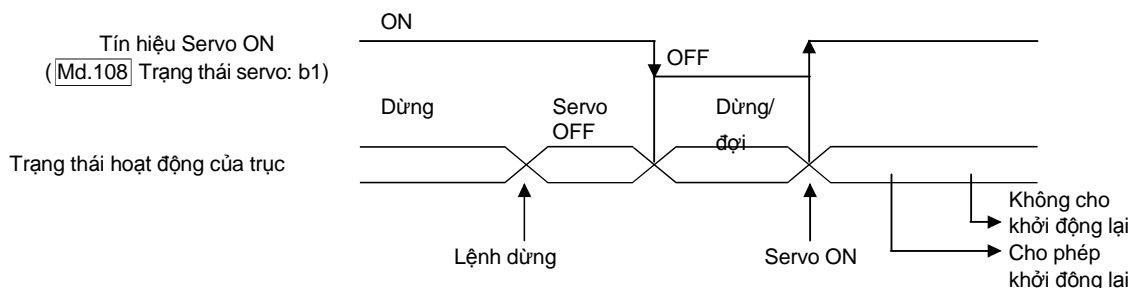 ON
Tín hiệu Servo ON
( Md.108 Trạng thái servo: b1)
OFF
Dừng
Servo
OFF
Dừng/
đợi
Trạng thái hoạt động của trục
Lệnh dừng
Servo ON
Không cho
khởi động lại
Cho phép
khởi động lại